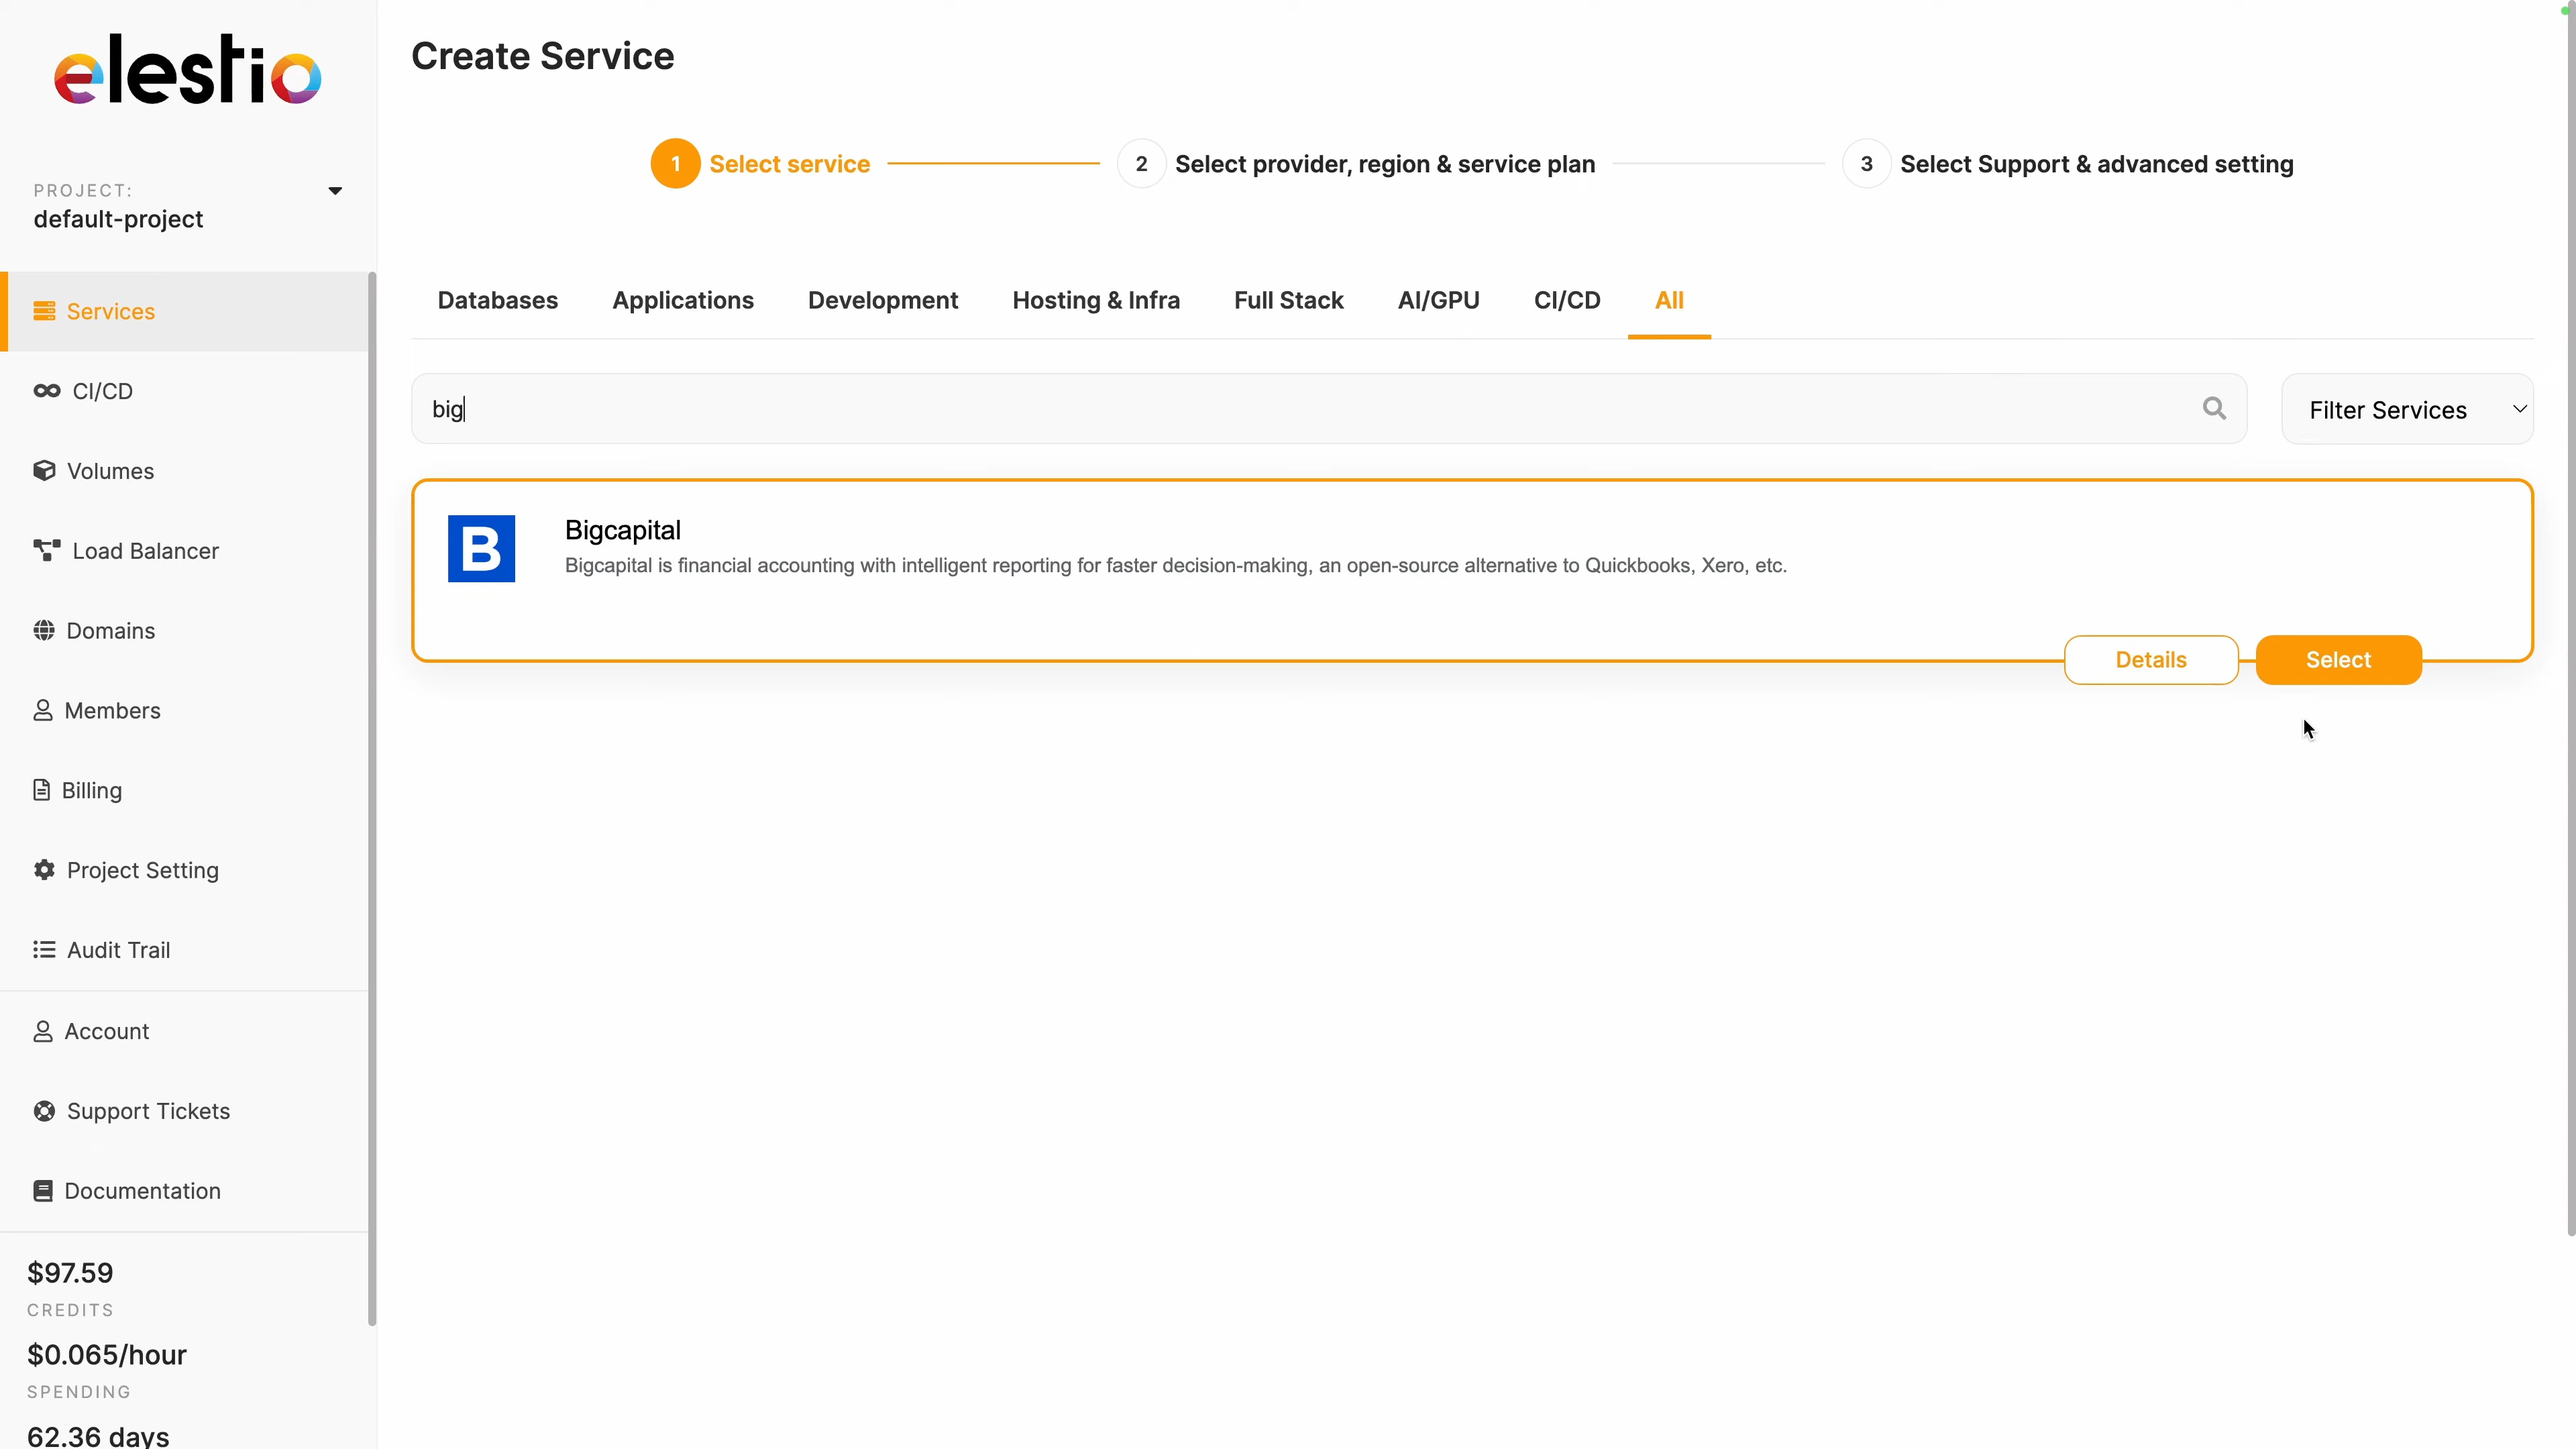 elestio
PROJECT:
default-project
Services
CI/CD
Volumes
Load Balancer
Domains
Members
Billing
Project Setting
Audit Trail
Account
Support Tickets
Documentation
$97.59
CREDITS
$0.065/hour
SPENDING
62.36 days
Create Service
1 Select service
2 Select provider, region & service plan
3 Select Support & advanced setting
Databases Applications Development Hosting & Infra Full Stack AI/GPU CI/CD All
big
Filter Services
B
Bigcapital
Bigcapital is financial accounting with intelligent reporting for faster decision-making, an open-source alternative to Quickbooks, Xero, etc.
Details
Select